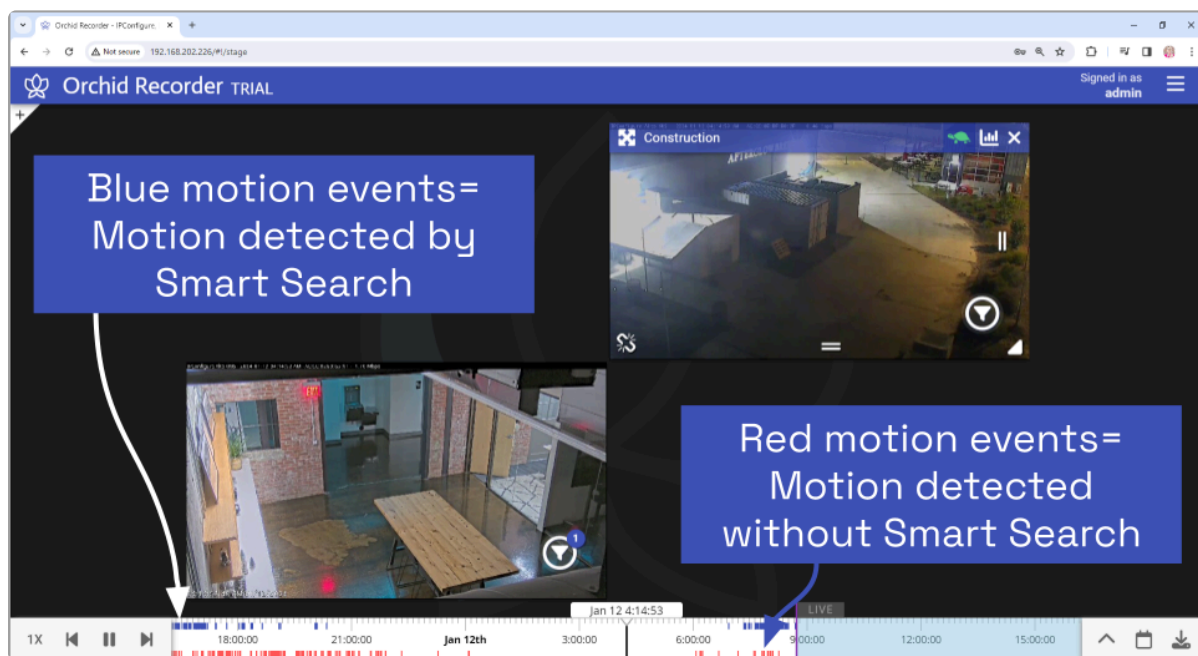 Orchid Recorder - IPConfigure.
Not secure 192.168.202.226/#!/stage
Orchid Recorder TRIAL
Signed in as
admin
Construction
Blue motion events=
Motion detected by
Smart Search
Red motion events=
Motion detected
without Smart Search
1
Jan 12 4:14:53
LIVE
1X
18:00:00 21:00:00 Jan 12th 3:00:00 6:00:00 9:00:00 12:00:00 15:00:00